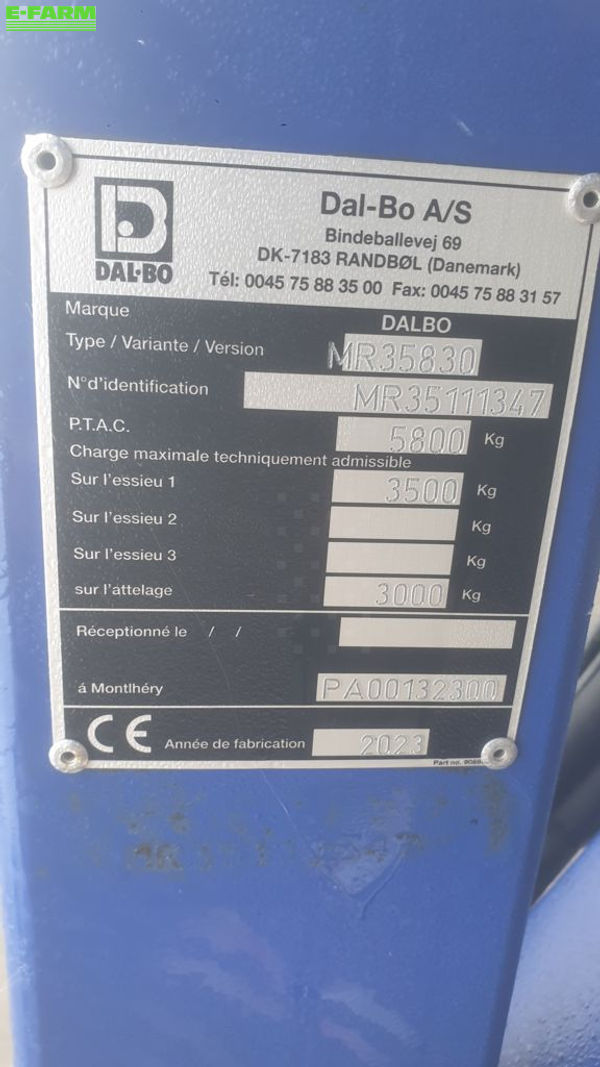 E-FARM
DAL-BO
Dal-Bo A/S
Bindeballevej 69
DK-7183 RANDBØL (Danemark)
Tél: 0045 75 88 35 00 Fax: 0045 75 88 31 57
Marque DALBO
Type / Variante / Version MR35830
N°d'identification MR35111347
P.T.A.C. 5800 Kg
Charge maximale techniquement admissible
Sur l'essieu 1 3500 Kg
Sur l'essieu 2 Kg
Sur l'essieu 3 Kg
sur l'attelage 3000 Kg
Réceptionné le / /
á Montlhéry PA00132300
CE Année de fabrication 2023
Part no.